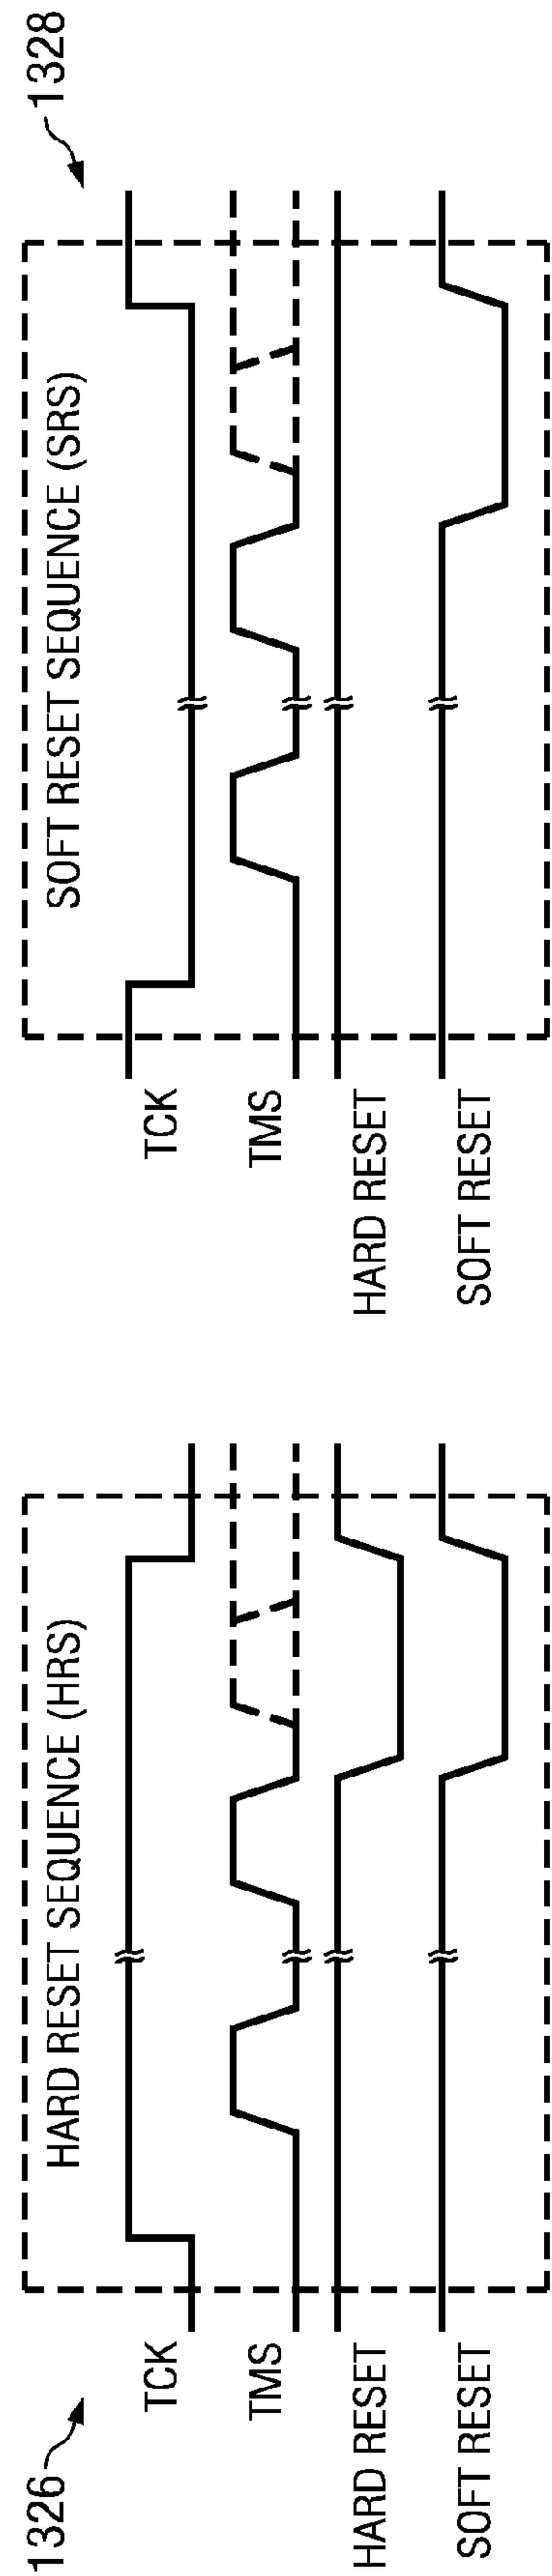 1326
HARD RESET SEQUENCE (HRS)
TCK
TMS
HARD RESET
SOFT RESET
1328
SOFT RESET SEQUENCE (SRS)
TCK
TMS
HARD RESET
SOFT RESET